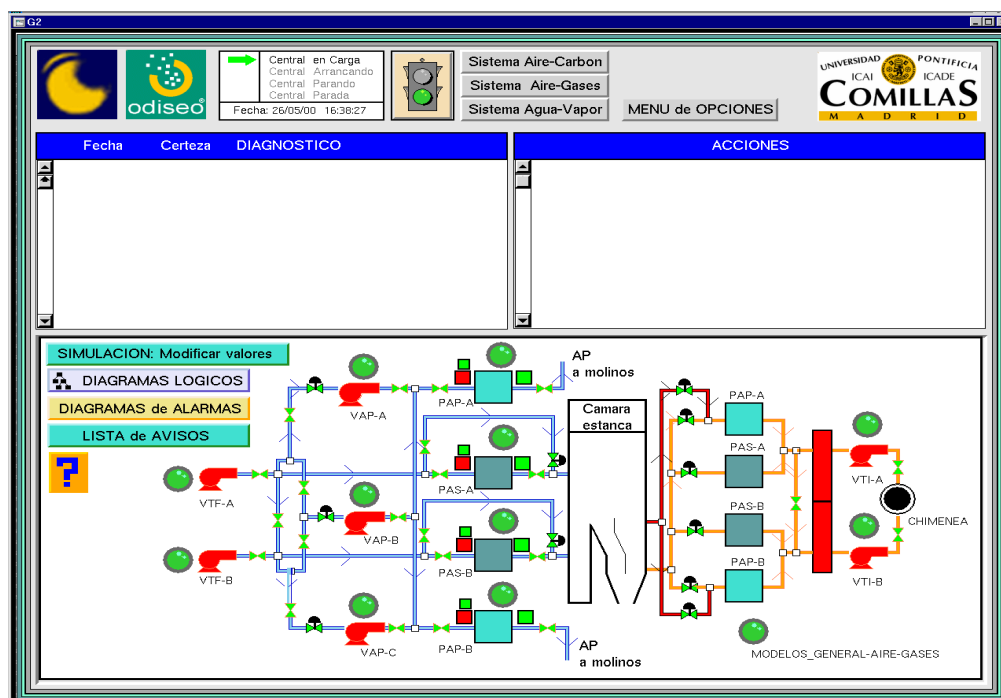 G2
odiseo
Central en Carga
Central Arrancando
Central Parando
Central Parada
Fecha: 26/05/00 16:38:27
Sistema Aire-Carbon
Sistema Aire-Gases
Sistema Agua-Vapor
MENU de OPCIONES
UNIVERSIDAD PONTIFICIA
ICAI ICADE
COMILLAS
MADRID
Fecha Certeza DIAGNOSTICO
ACCIONES
SIMULACION: Modificar valores
DIAGRAMAS LOGICOS
DIAGRAMAS de ALARMAS
LISTA de AVISOS
?
VAP-A
PAP-A
AP
a molinos
Camara
estanca
PAP-A
VTF-A
PAS-A
PAS-A
VTI-A
VAP-B
PAS-B
CHIMENEA
VTF-B
PAS-B
PAP-B
VTI-B
VAP-C
PAP-B
AP
a molinos
MODELOS_GENERAL-AIRE-GASES